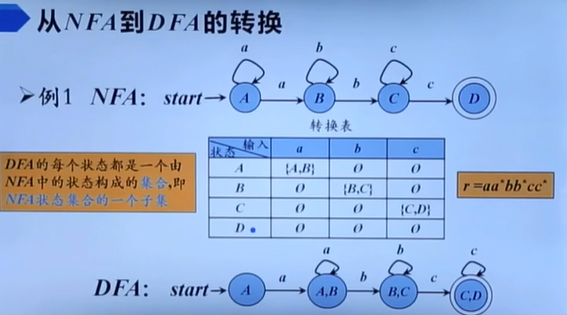 从NFA到DFA的转换
➢例1 NFA: start→
a b c
A a B b C c D
转换表
状态 输入 a b c
A {A,B} Ø Ø
B Ø {B,C} Ø
C Ø Ø {C,D}
D Ø Ø Ø
DFA的每个状态都是一个由
NFA中的状态构成的集合,即
NFA状态集合的一个子集
r =aa*bb*cc*
a b c
DFA: start→ A a A,B b B,C c C,D